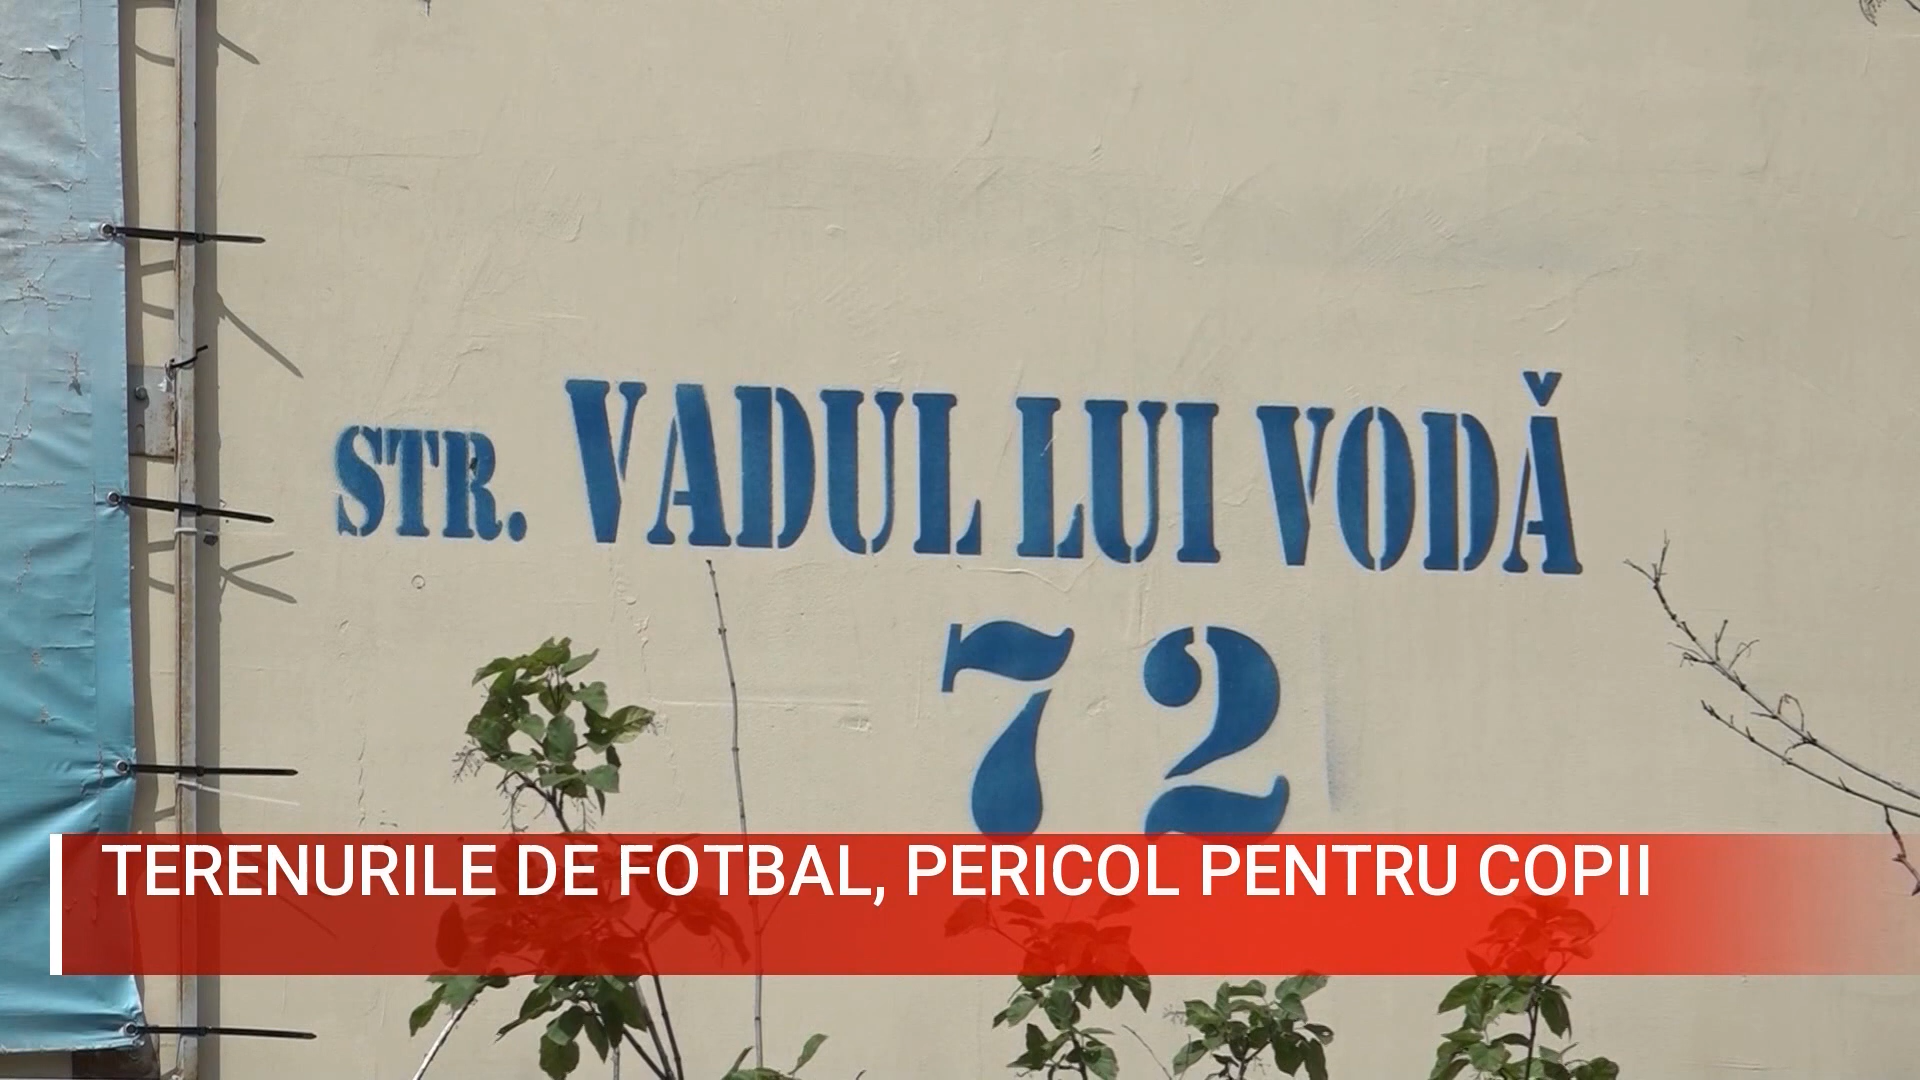 STR. VADUL LUI VODĂ
72
TERENURILE DE FOTBAL, PERICOL PENTRU COPII